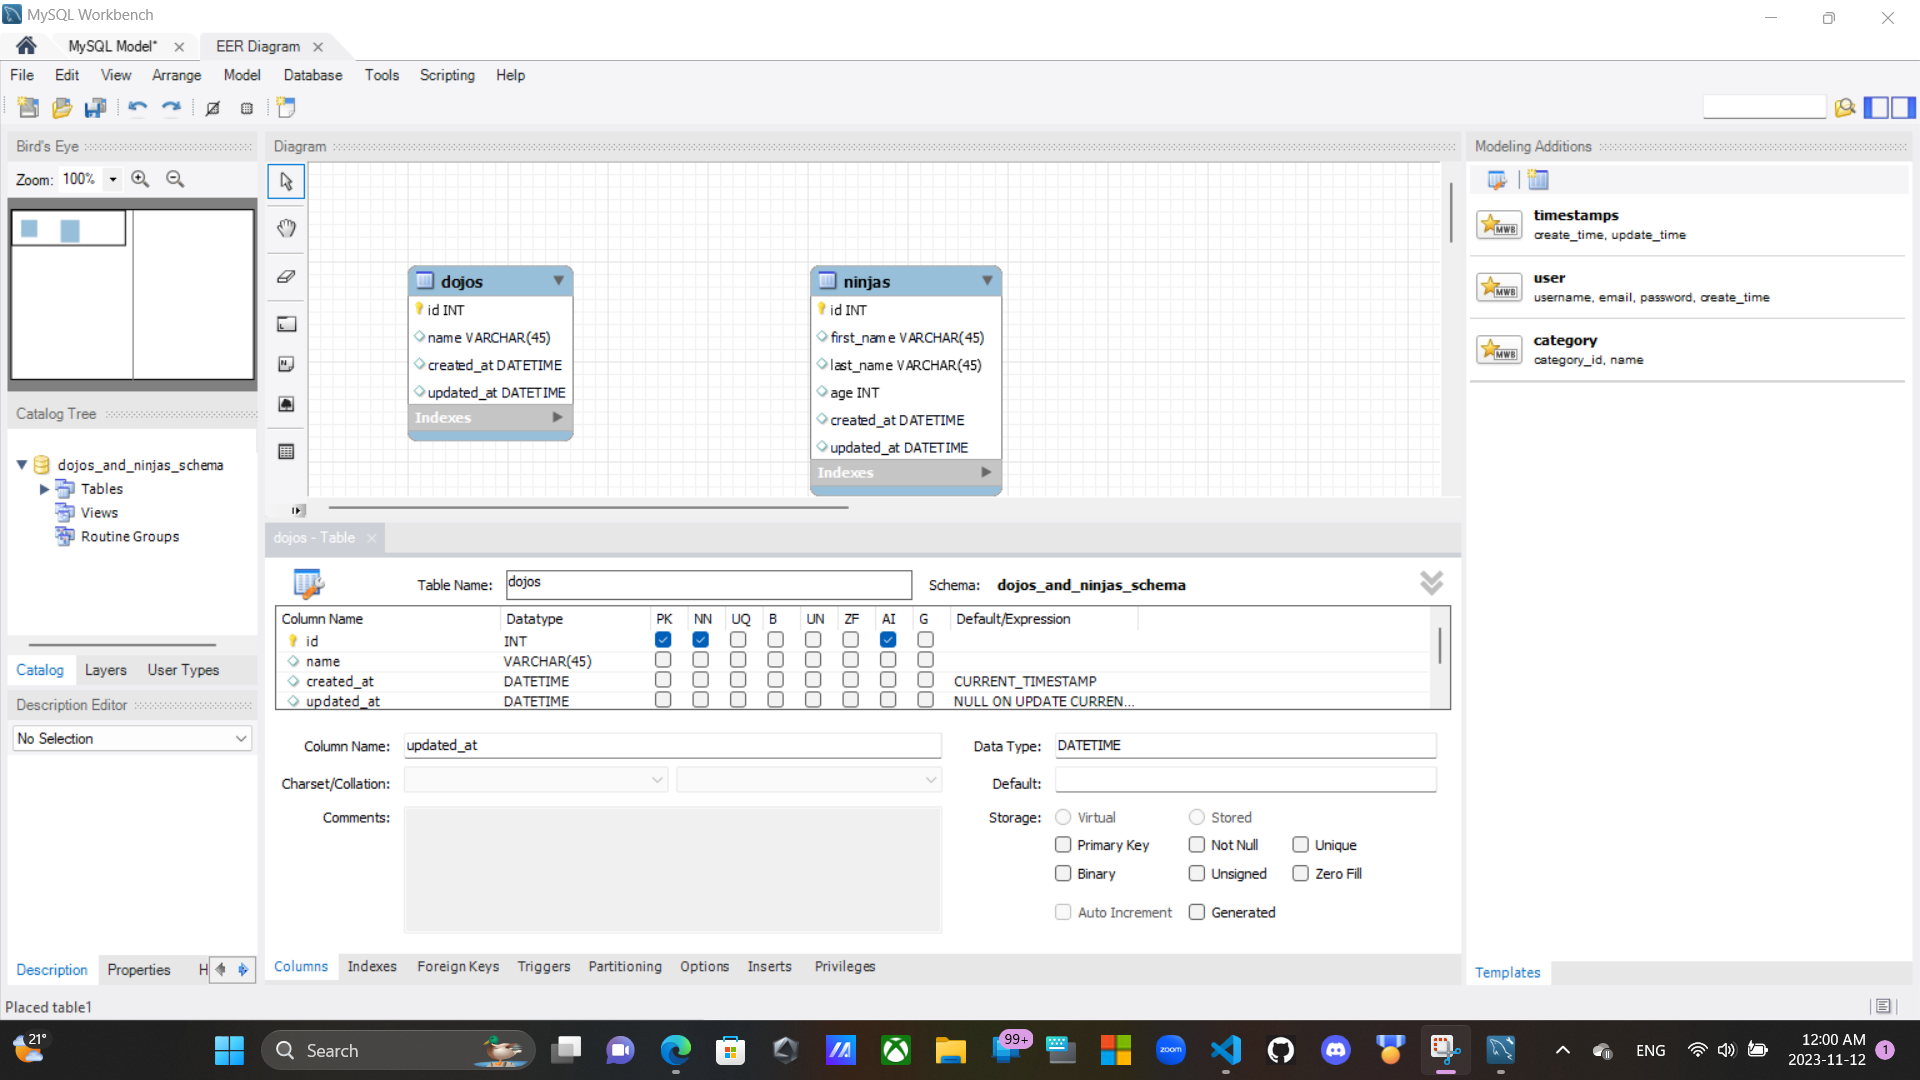 MySQL Workbench
MySQL Model*
EER Diagram
File Edit View Arrange Model Database Tools Scripting Help
Bird's Eye
Zoom: 100%
Catalog Tree
dojos_and_ninjas_schema
Tables
Views
Routine Groups
Catalog Layers User Types
Description Editor
No Selection
Description Properties H
Diagram
dojos
id INT
name VARCHAR(45)
created_at DATETIME
updated_at DATETIME
Indexes
ninjas
id INT
first_name VARCHAR(45)
last_name VARCHAR(45)
age INT
created_at DATETIME
updated_at DATETIME
Indexes
dojos - Table
Table Name: dojos
Schema: dojos_and_ninjas_schema
Column Name Datatype PK NN UQ B UN ZF AI G Default/Expression
id INT
name VARCHAR(45)
created_at DATETIME CURRENT_TIMESTAMP
updated_at DATETIME NULL ON UPDATE CURREN...
Column Name: updated_at
Data Type: DATETIME
Charset/Collation:
Default:
Comments:
Storage: Virtual Stored
Primary Key Not Null Unique
Binary Unsigned Zero Fill
Auto Increment Generated
Columns Indexes Foreign Keys Triggers Partitioning Options Inserts Privileges
Modeling Additions
MWB
timestamps
create_time, update_time
MWB
user
username, email, password, create_time
MWB
category
category_id, name
Templates
Placed table1
21°
Search
99+
zoom
ENG
12:00 AM
2023-11-12
1